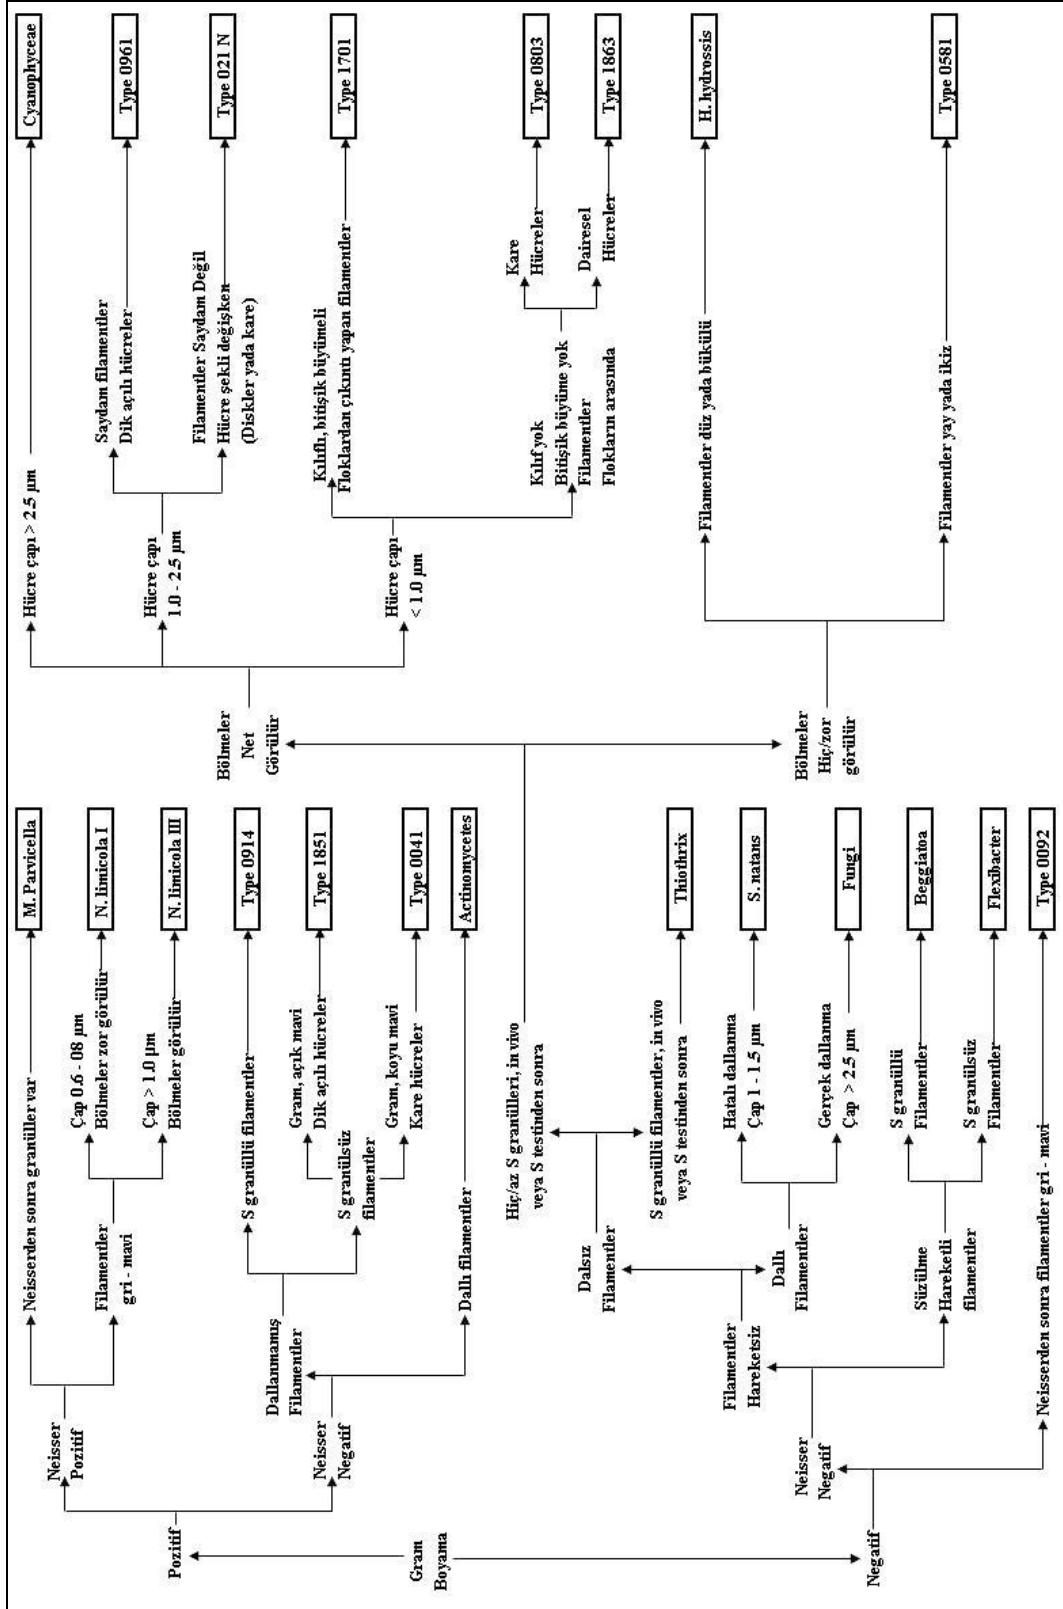 Gram
Boyama
Pozitif
Neisser
Pozitif
Neisserden sonra granüller var
M. Parvicella
Filamentler
gri - mavi
Çap 0.6 - 08 µm
Bölmeler zor görülür
N. limicola I
Çap > 1.0 µm
Bölmeler görülür
N. limicola III
Neisser
Negatif
Dallanmamış
Filamentler
S granüllü filamentler
Type 0914
S granülsüz
filamentler
Gram, açık mavi
Dik açılı hücreler
Type 1851
Gram, koyu mavi
Kare hücreler
Type 0041
Dallı filamentler
Actinomycetes
Negatif
Neisser
Negatif
Filamentler
Hareketsiz
Dalsız
Filamentler
Hiç/az S granülleri, in vivo
veya S testinden sonra
Bölmeler
Net
Görülür
Hücre çapı > 2.5 µm
Cyanophyceae
Hücre çapı
1.0 - 2.5 µm
Saydam filamentler
Dik açılı hücreler
Type 0961
Filamentler Saydam Değil
Hücre şekli değişken
(Diskler yada kare)
Type 021 N
Hücre çapı
< 1.0 µm
Kılıflı, bitişik büyümeli
Floklardan çıkıntı yapan filamentler
Type 1701
Kılıf yok
Bitişik büyüme yok
Filamentler
Flokların arasında
Kare
Hücreler
Type 0803
Dairesel
Hücreler
Type 1863
Bölmeler
Hiç/zor
görülür
Filamentler düz yada bükülü
H. hydrossis
Filamentler yay yada ikiz
Type 0581
S granüllü filamentler, in vivo
veya S testinden sonra
Thiothrix
Dallı
Filamentler
Hatalı dallanma
Çap 1 - 1.5 µm
S. natans
Gerçek dallanma
Çap > 2.5 µm
Fungi
Süzülme
Hareketli
filamentler
S granüllü
Filamentler
Beggiatoa
S granülsüz
Filamentler
Flexibacter
Neisserden sonra filamentler gri - mavi
Type 0092